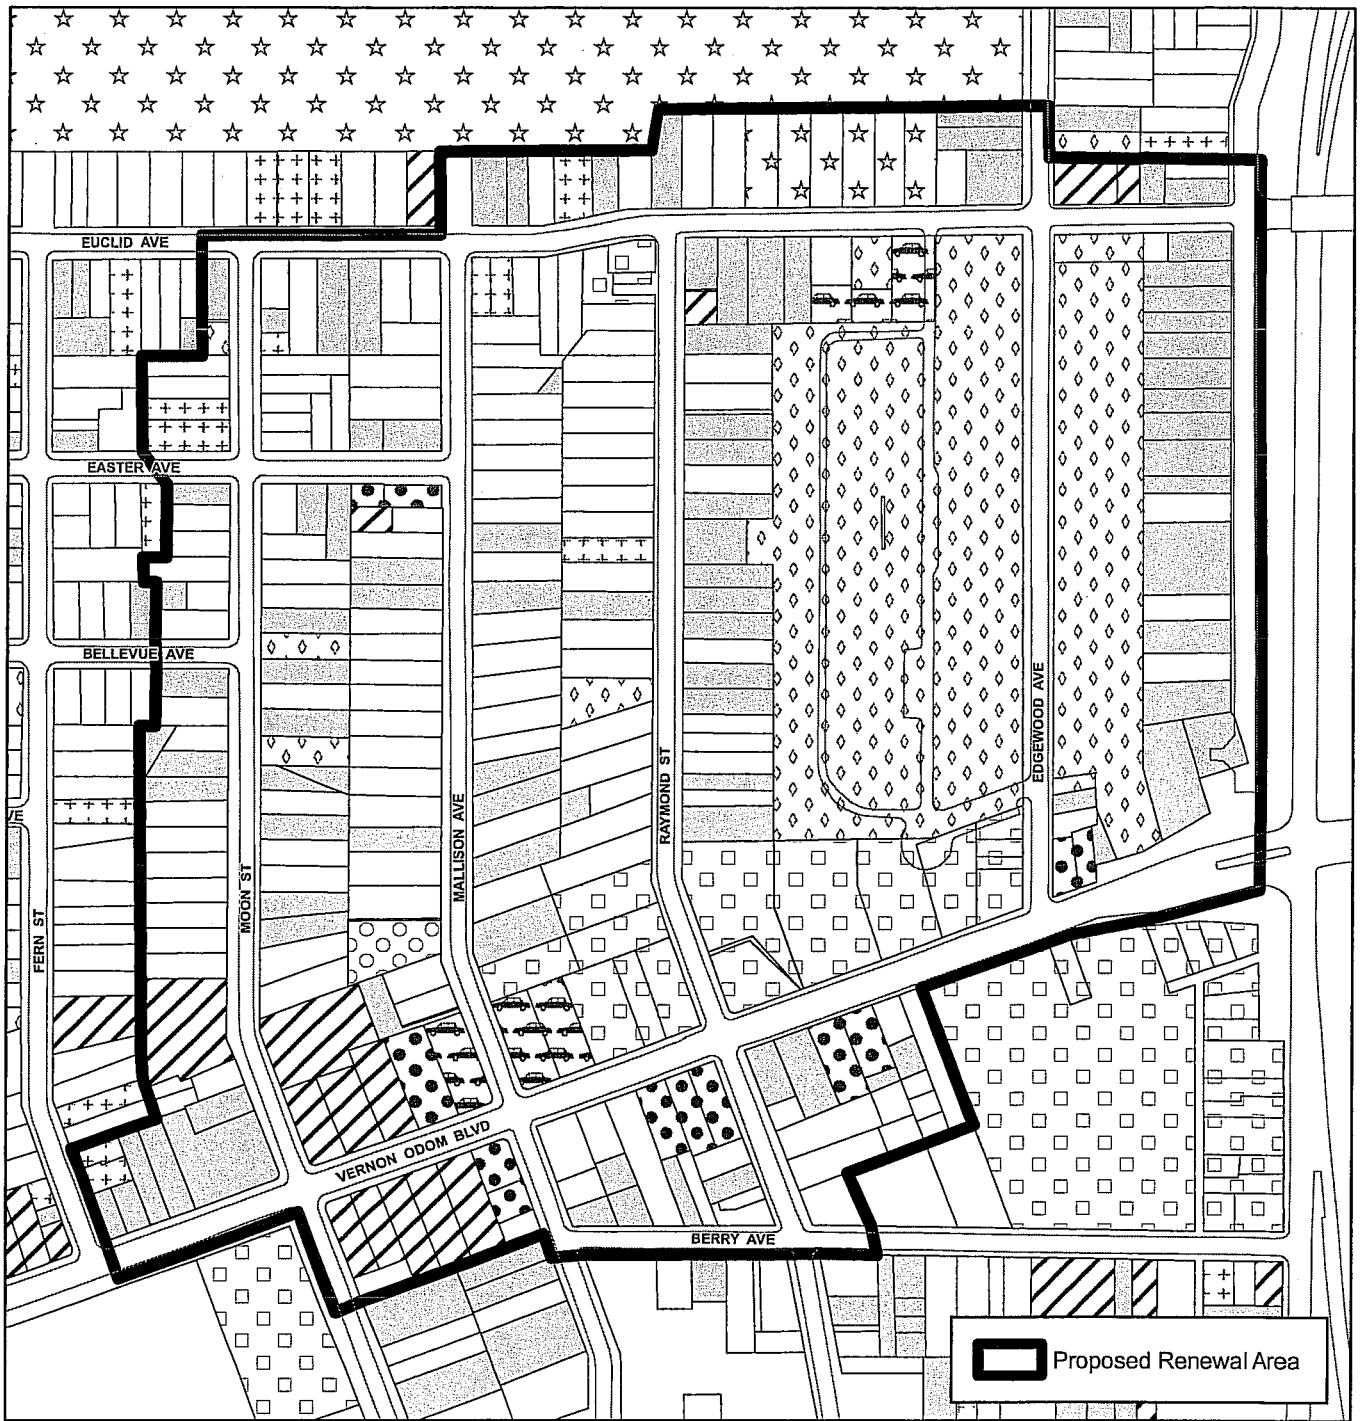 EUCLID AVE
EASTER AVE
BELLEVUE AVE
EDGEWOOD AVE
RAYMOND ST
VE
MALLISON AVE
MOON ST
FERN ST
VERNON ODOM BLVD
BERRY AVE
Proposed Renewal Area